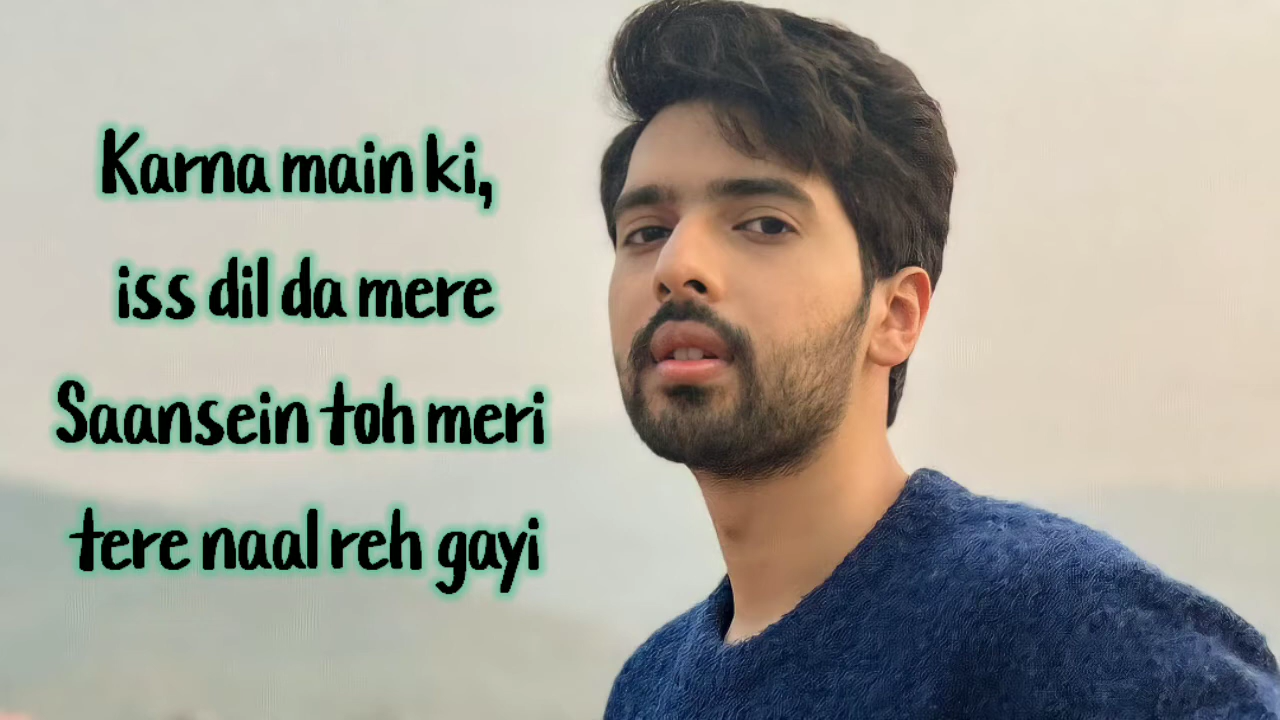 Karna main ki,
iss dil da mere
Saansein toh meri
tere naal reh gayi